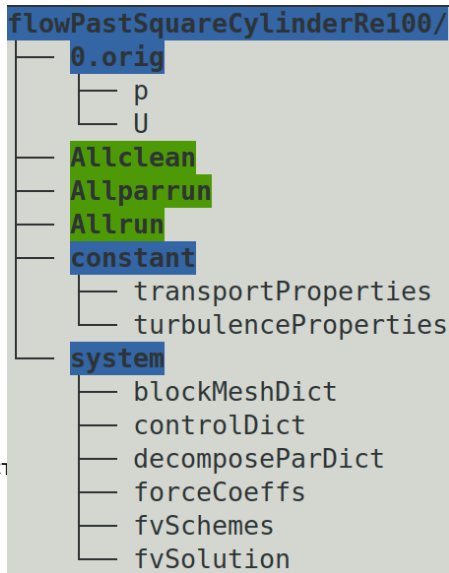 flowPastSquareCylinderRe100/
0.orig
p
U
Allclean
Allparrun
Allrun
constant
transportProperties
turbulenceProperties
system
blockMeshDict
controlDict
decomposeParDict
forceCoeffs
fvSchemes
fvSolution